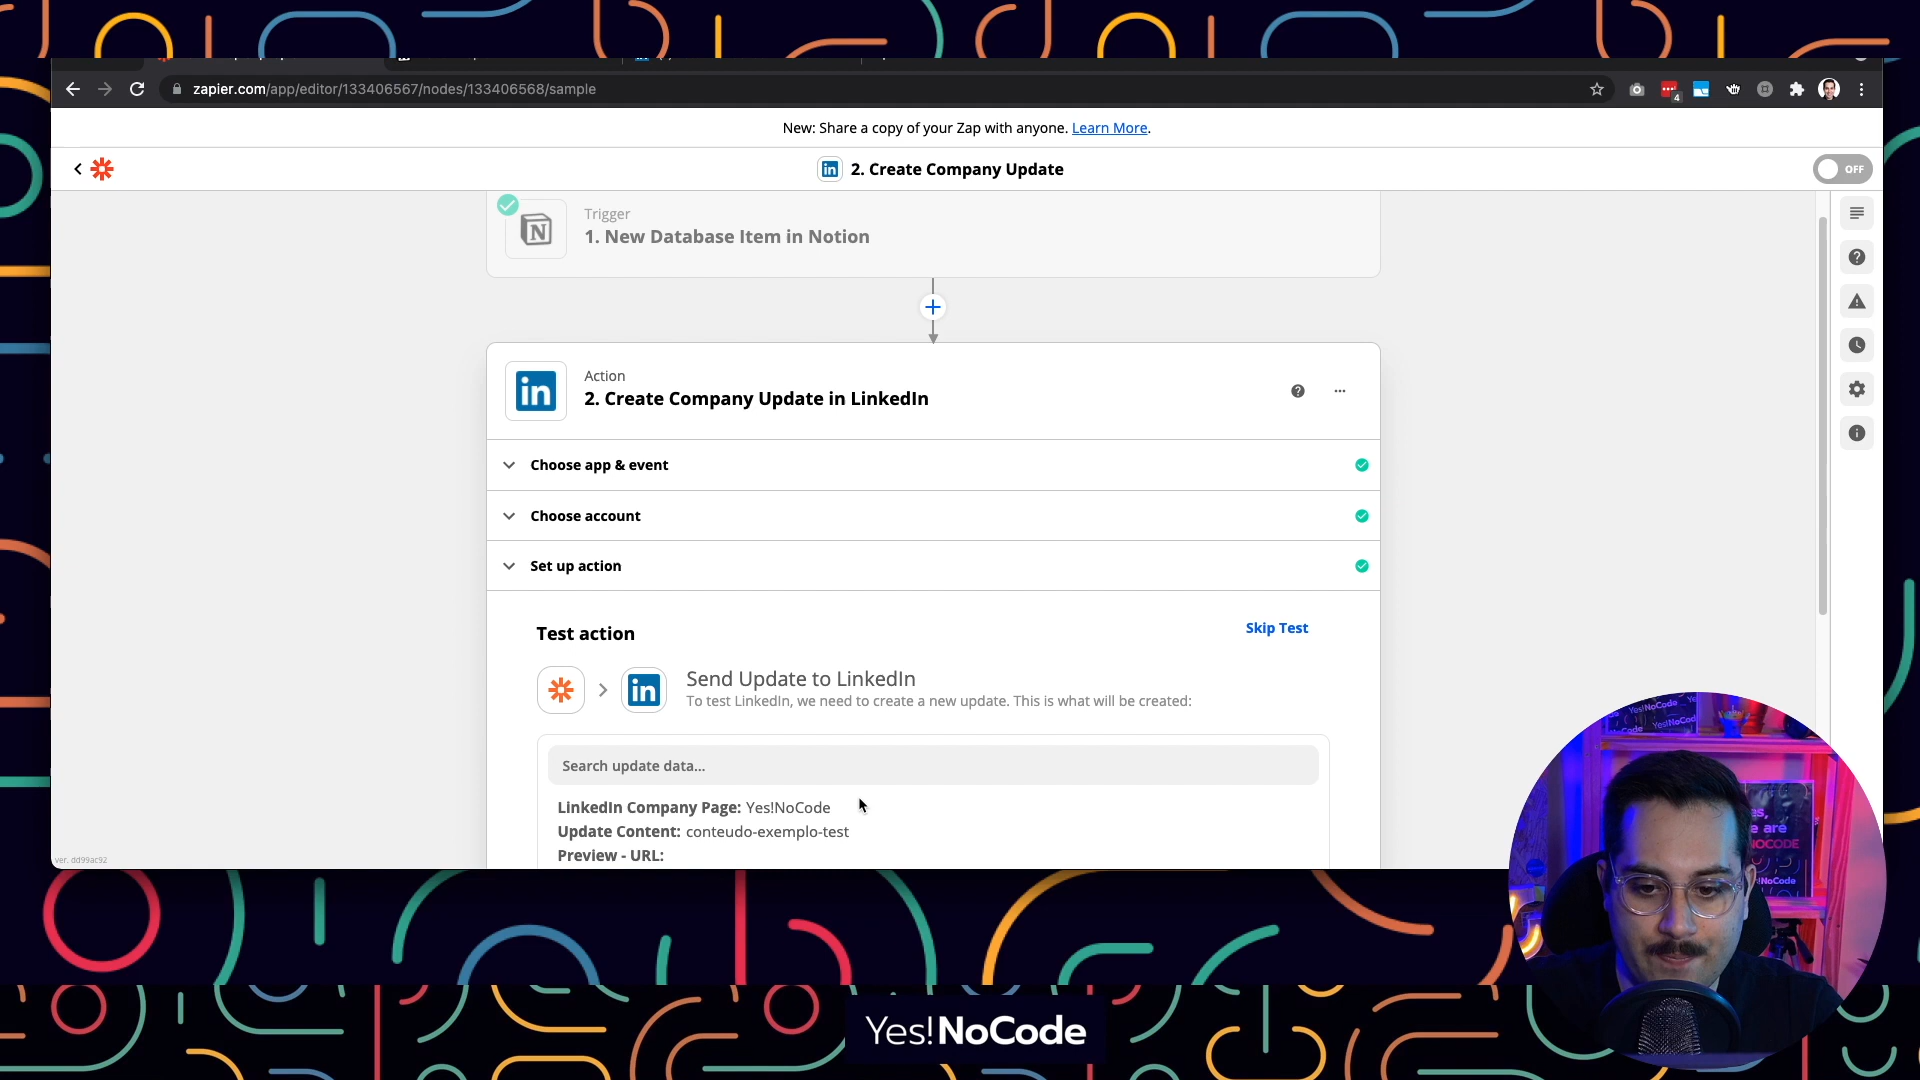 zapier.com/app/editor/133406567/nodes/133406568/sample
4
New: Share a copy of your Zap with anyone. Learn More.
2. Create Company Update
OFF
Trigger
1. New Database Item in Notion
Action
2. Create Company Update in LinkedIn
Choose app & event
Choose account
Set up action
Test action
Skip Test
Send Update to LinkedIn
To test LinkedIn, we need to create a new update. This is what will be created:
Search update data...
LinkedIn Company Page: Yes!NoCode
Update Content: conteudo-exemplo-test
Preview - URL:
ver. dd99ac92
Yes!NoCode